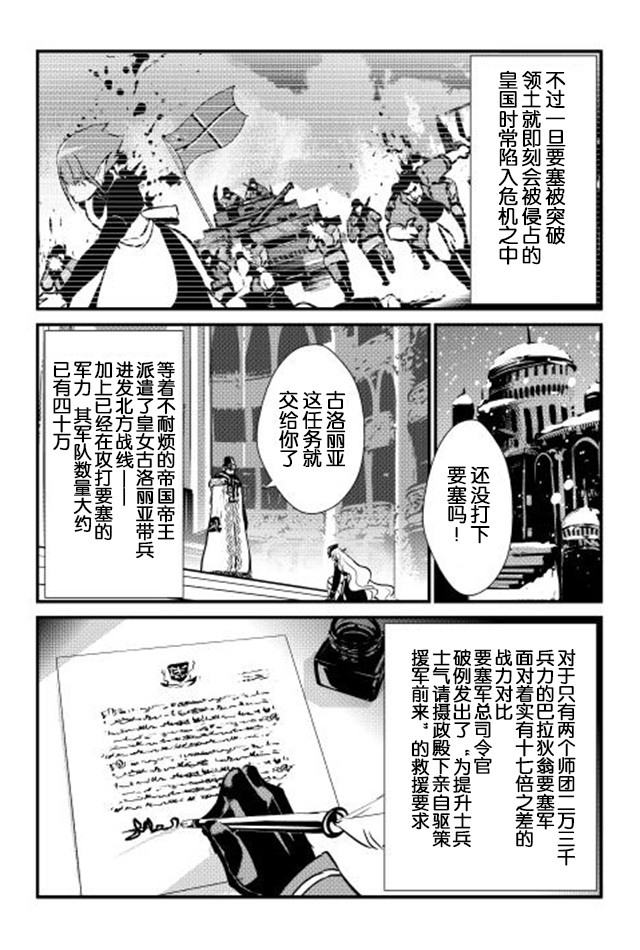 不过一旦要塞被突破
领土就即刻会被侵占的
皇国时常陷入危机之中
还没打下
要塞吗！
古洛丽亚
这任务就
交给你了
等着不耐烦的帝国帝王
派遣了皇女古洛丽亚带兵
进发北方战线——
加上已经在攻打要塞的
军力 其军队数量大约
已有四十万
对于只有两个师团二万三千
兵力的巴拉狄翁要塞军
面对着实有十七倍之差的
战力对比
要塞军总司令官
破例发出了“为提升士兵
士气请摄政殿下亲自驱策
援军前来”的救援要求